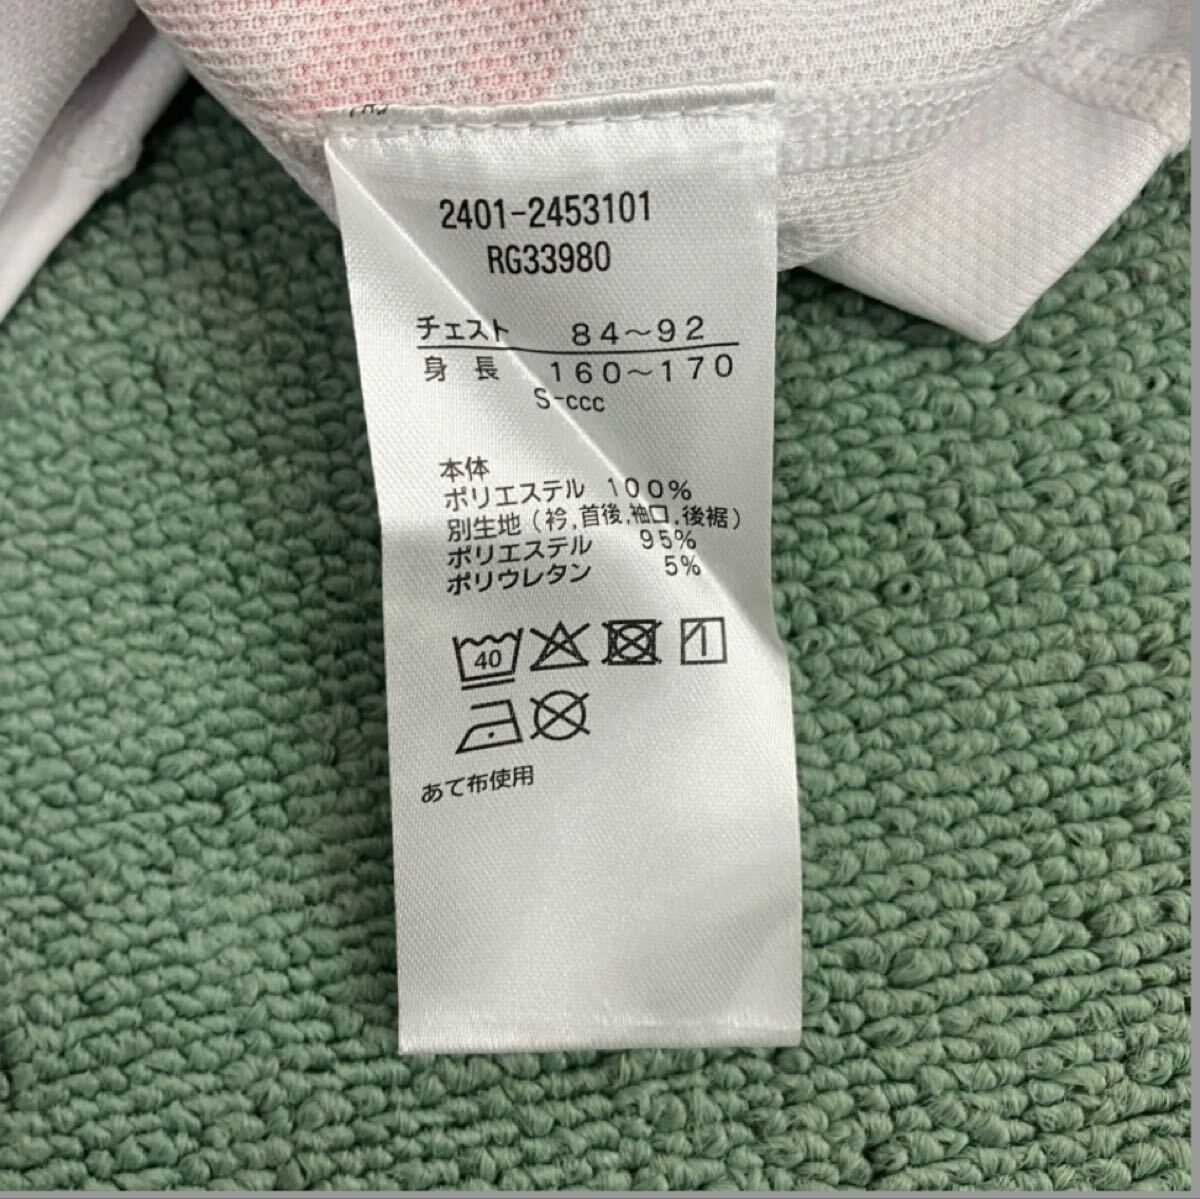 2401-2453101
RG33980
チェスト 84～92
身長 160～170
S-ccc
本体
ポリエステル 100%
別生地(衿,首後,袖口,後裾)
ポリエステル 95%
ポリウレタン 5%
40
あて布使用